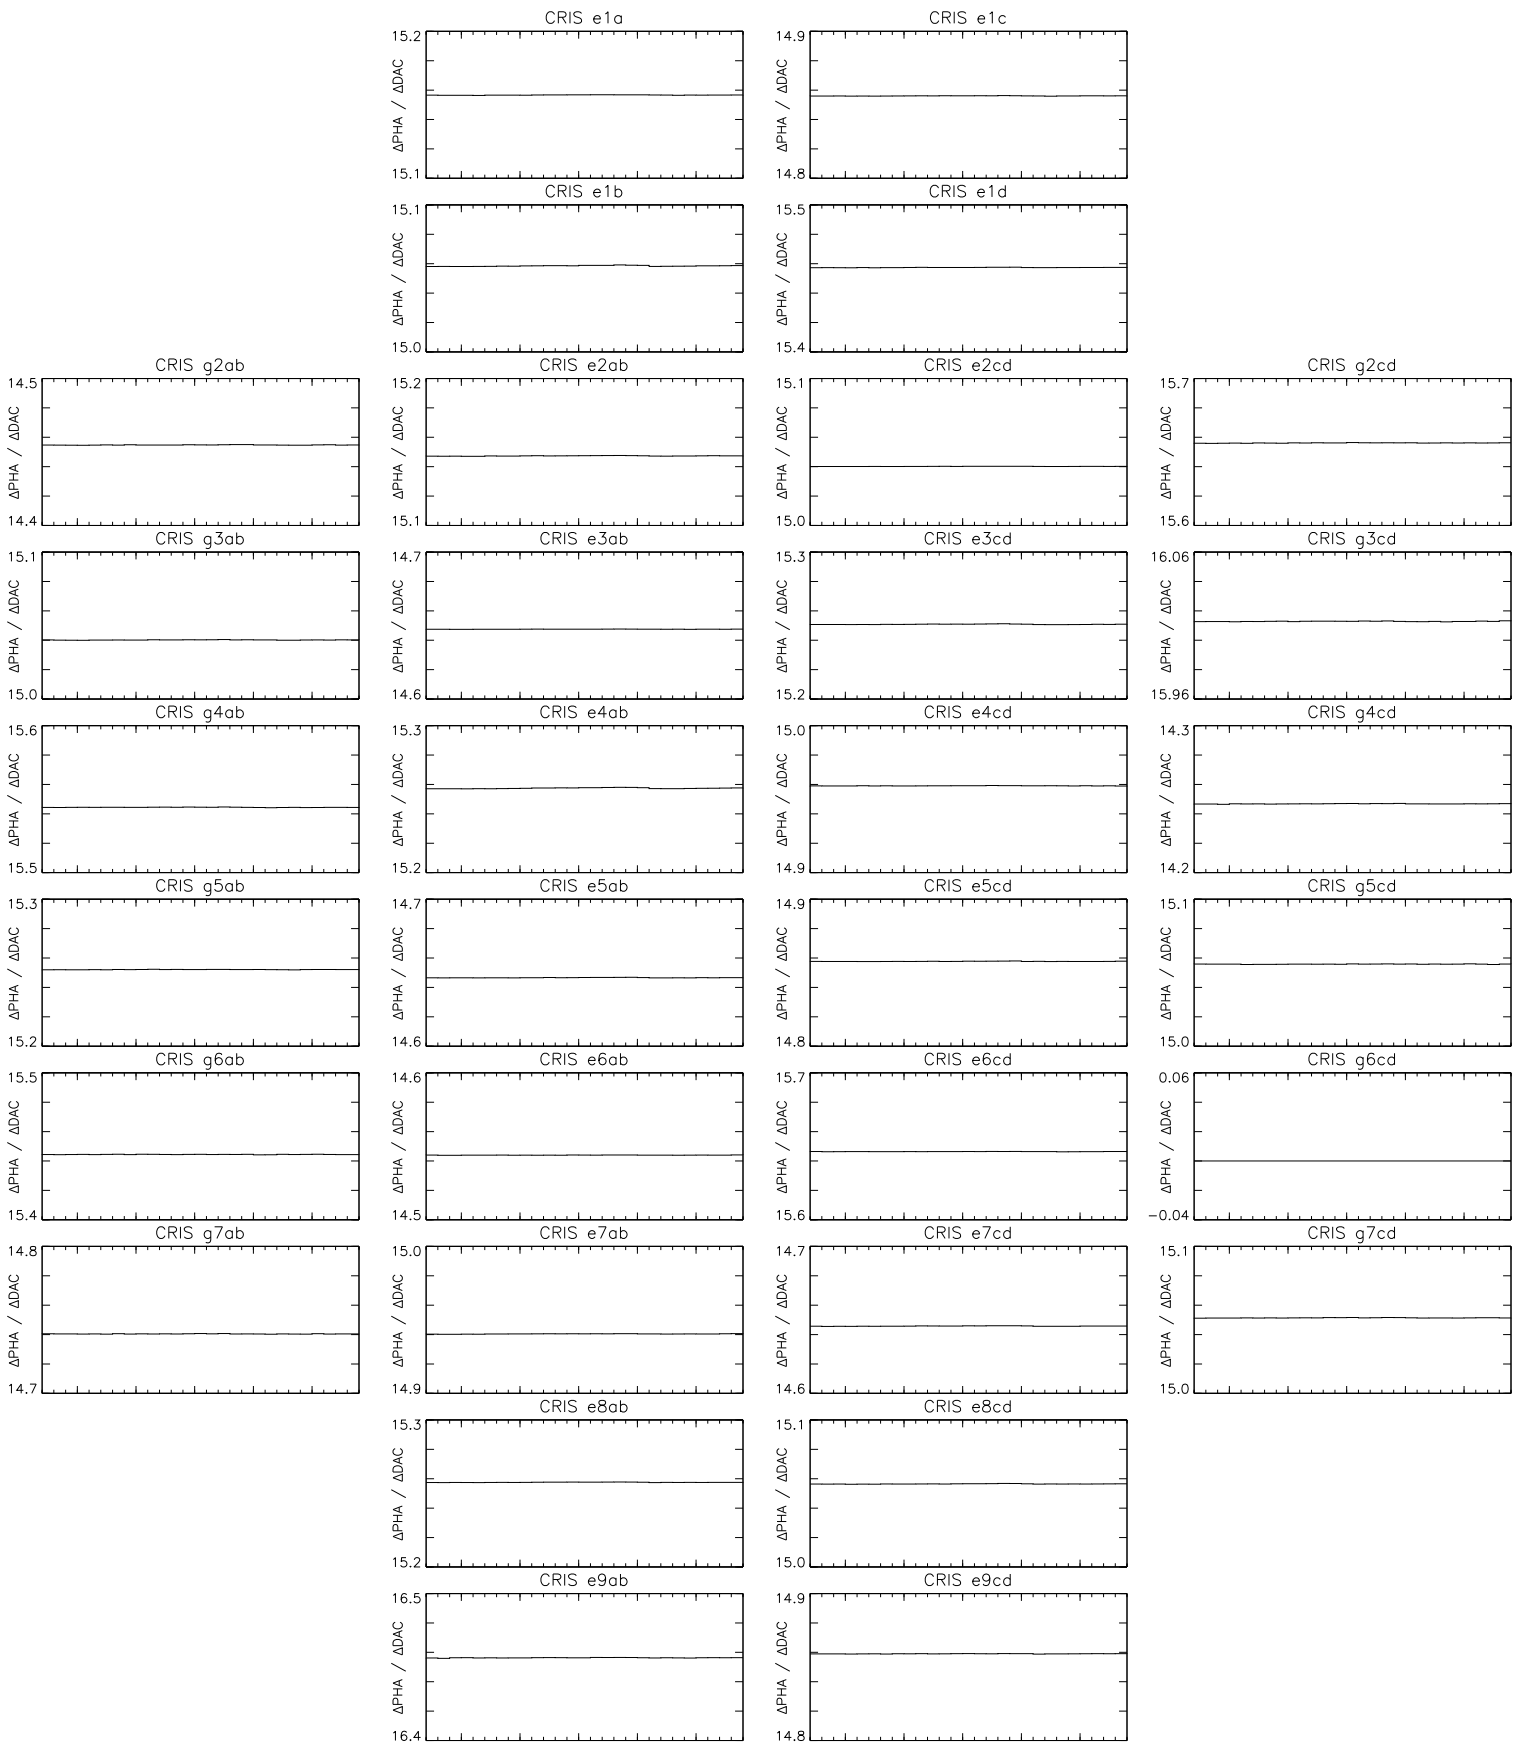 CRIS e1a CRIS e1c
15.2 14.9
ΔPHA / ΔDAC ΔPHA / ΔDAC
15.1 14.8
CRIS e1b CRIS e1d
15.1 15.5
ΔPHA / ΔDAC ΔPHA / ΔDAC
15.0 15.4
CRIS g2ab CRIS e2ab CRIS e2cd CRIS g2cd
14.5 15.2 15.1 15.7
ΔPHA / ΔDAC ΔPHA / ΔDAC ΔPHA / ΔDAC ΔPHA / ΔDAC
14.4 15.1 15.0 15.6
CRIS g3ab CRIS e3ab CRIS e3cd CRIS g3cd
15.1 14.7 15.3 16.06
ΔPHA / ΔDAC ΔPHA / ΔDAC ΔPHA / ΔDAC ΔPHA / ΔDAC
15.0 14.6 15.2 15.96
CRIS g4ab CRIS e4ab CRIS e4cd CRIS g4cd
15.6 15.3 15.0 14.3
ΔPHA / ΔDAC ΔPHA / ΔDAC ΔPHA / ΔDAC ΔPHA / ΔDAC
15.5 15.2 14.9 14.2
CRIS g5ab CRIS e5ab CRIS e5cd CRIS g5cd
15.3 14.7 14.9 15.1
ΔPHA / ΔDAC ΔPHA / ΔDAC ΔPHA / ΔDAC ΔPHA / ΔDAC
15.2 14.6 14.8 15.0
CRIS g6ab CRIS e6ab CRIS e6cd CRIS g6cd
15.5 14.6 15.7 0.06
ΔPHA / ΔDAC ΔPHA / ΔDAC ΔPHA / ΔDAC ΔPHA / ΔDAC
15.4 14.5 15.6 −0.04
CRIS g7ab CRIS e7ab CRIS e7cd CRIS g7cd
14.8 15.0 14.7 15.1
ΔPHA / ΔDAC ΔPHA / ΔDAC ΔPHA / ΔDAC ΔPHA / ΔDAC
14.7 14.9 14.6 15.0
CRIS e8ab CRIS e8cd
15.3 15.1
ΔPHA / ΔDAC ΔPHA / ΔDAC
15.2 15.0
CRIS e9ab CRIS e9cd
16.5 14.9
ΔPHA / ΔDAC ΔPHA / ΔDAC
16.4 14.8